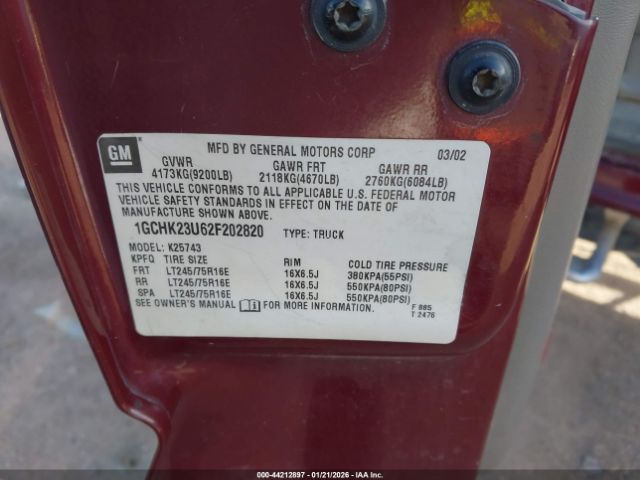 GM
MFD BY GENERAL MOTORS CORP 03/02
GVWR GAWR FRT GAWR RR
4173KG(9200LB) 2118KG(4670LB) 2760KG(6084LB)
THIS VEHICLE CONFORMS TO ALL APPLICABLE U.S. FEDERAL MOTOR
VEHICLE SAFETY STANDARDS IN EFFECT ON THE DATE OF
MANUFACTURE SHOWN ABOVE.
1GCHK23U62F202820 TYPE: TRUCK
MODEL: K25743
KPFQ TIRE SIZE RIM COLD TIRE PRESSURE
FRT LT245/75R16E 16X6.5J 380KPA(55PSI)
RR LT245/75R16E 16X6.5J 550KPA(80PSI)
SPA LT245/75R16E 16X6.5J 550KPA(80PSI)
SEE OWNER'S MANUAL FOR MORE INFORMATION.
F 885
T 2476
000-44212897 - 01/21/2026 - IAA Inc.